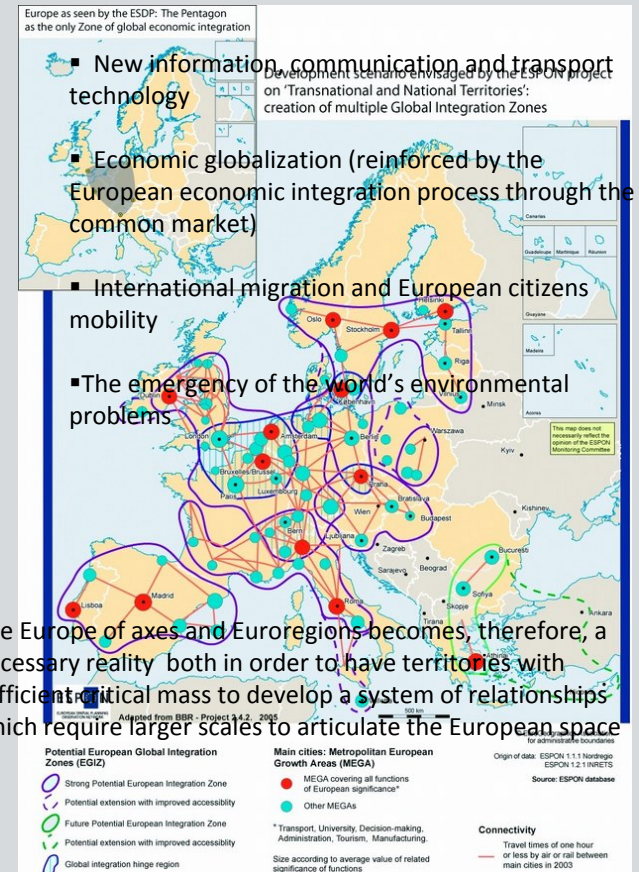 Europe as seen by the ESDP: The Pentagon
as the only Zone of global economic integration
▪ New information, communication and transport
technology
Development scenario envisaged by the ESPON project
on 'Transnational and National Territories':
creation of multiple Global Integration Zones
▪ Economic globalization (reinforced by the
European economic integration process through the
common market)
▪ International migration and European citizens
mobility
▪The emergency of the world's environmental
problems
Canarias
Guadeloupe Martinique Réunion
Guyane
Madeira
Acores
This map does not
necessarily reflect the
opinion of the ESPON
Monitoring Committee
Helsinki
Oslo
Stockholm
Tallinn
Riga
Vilnius
Minsk
Dublin
København
London
Amsterdam
Berlin
Warszawa
Kyiv
Bruxelles/Brussel
Praha
Paris
Luxembourg
Wien
Bratislava
Budapest
Kishinev
Bern
Ljubljana
Zagreb
Bucuresti
Sarajevo
Beograd
Sofiya
Skopje
Tirana
Ankara
Lisboa
Madrid
Roma
Athina
e Europe of axes and Euroregions becomes, therefore, a
cessary reality both in order to have territories with
fficient critical mass to develop a system of relationships
hich require larger scales to articulate the European space
Adapted from BBR - Project 2.4.2. 2005
500 km
for administrative boundaries
Origin of data: ESPON 1.1.1 Nordregio
ESPON 1.2.1 INRETS
Source: ESPON database
Potential European Global Integration
Zones (EGIZ)
Strong Potential European Integration Zone
Potential extension with improved accessiblity
Future Potential European Integration Zone
Potential extension with improved accessiblity
Global integration hinge region
Main cities: Metropolitan European
Growth Areas (MEGA)
MEGA covering all functions
of European significance*
Other MEGAs
* Transport, University, Decision-making,
Administration, Tourism, Manufacturing.
Size according to average value of related
significance of functions
Connectivity
Travel times of one hour
or less by air or rail between
main cities in 2003